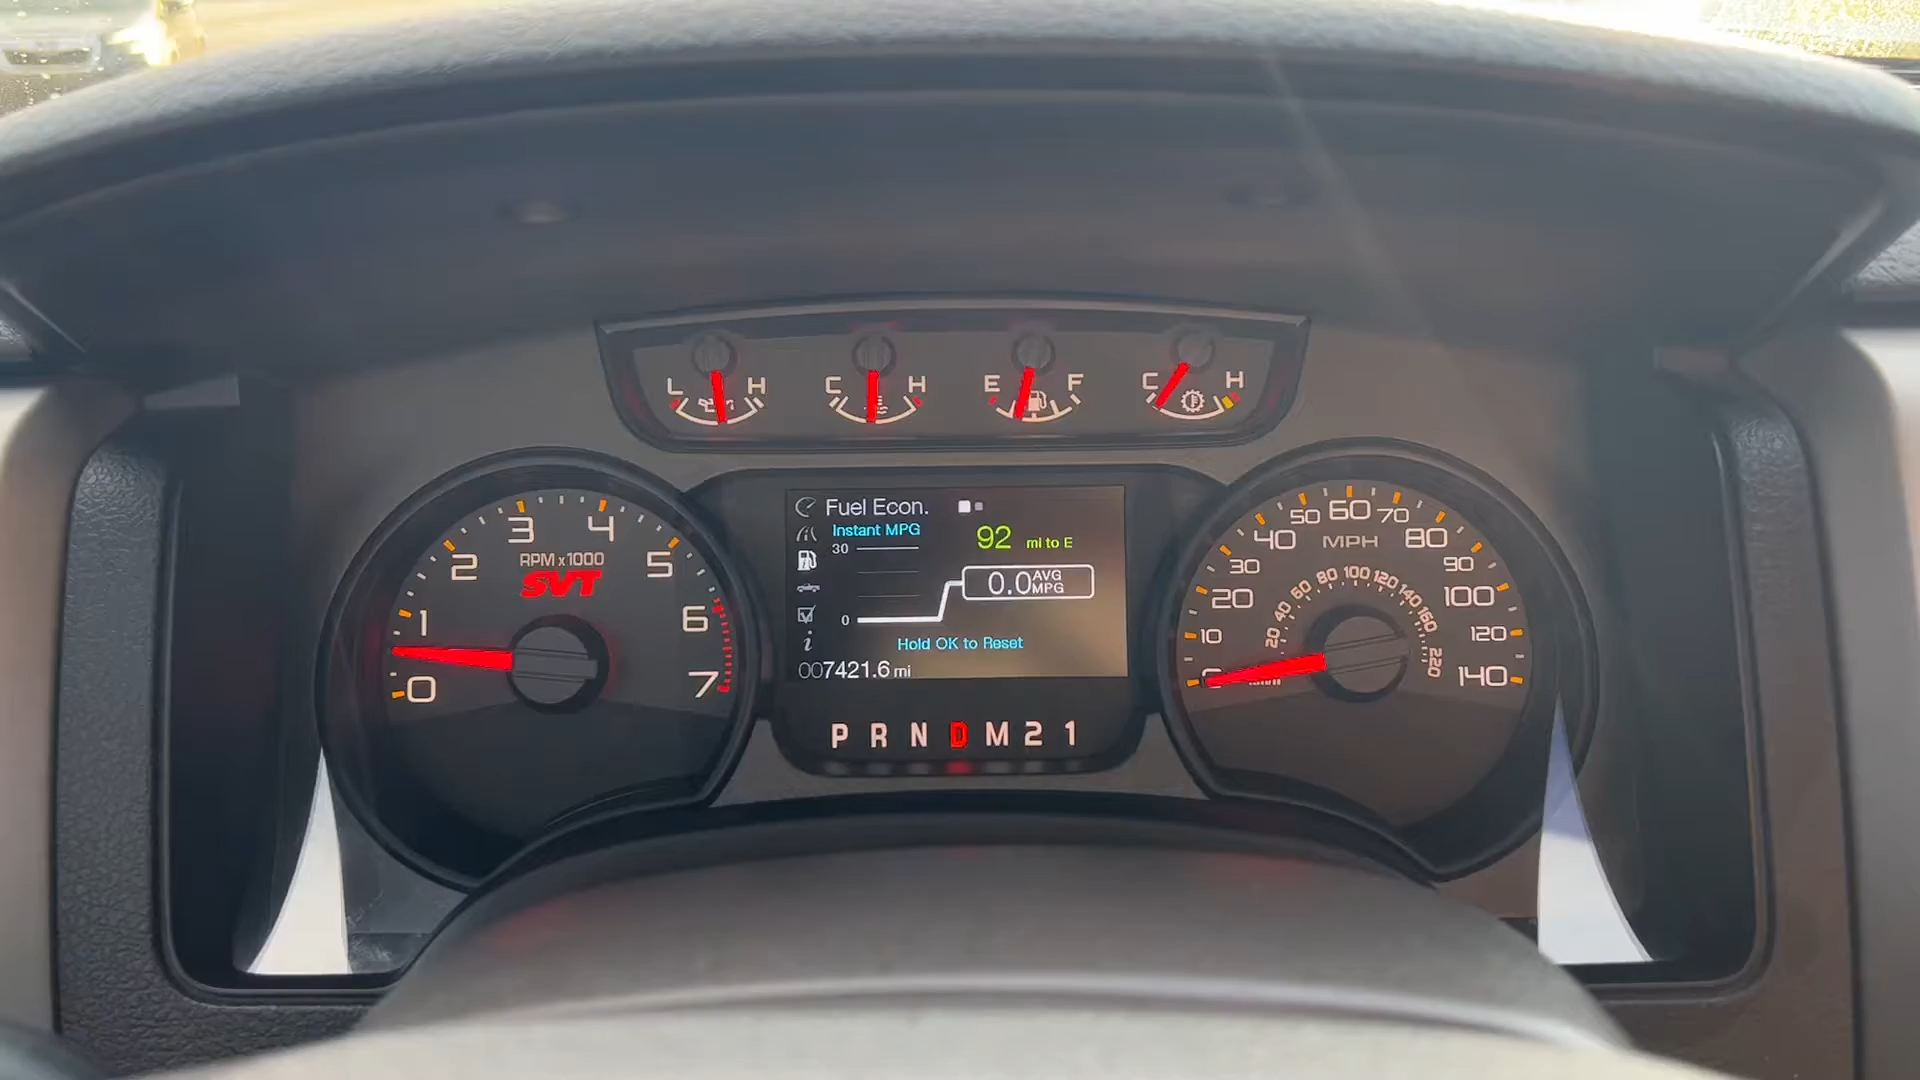 L H
C H
E F
C H
0 1 2 3 4 5 6 7
RPM x 1000
SVT
Fuel Econ.
Instant MPG
30
0
92 mi to E
0.0 AVG MPG
Hold OK to Reset
007421.6 mi
P R N D M 2 1
10 20 30 40 50 60 70 80 90 100 120 140
MPH
20 40 60 80 100 120 140 160 220